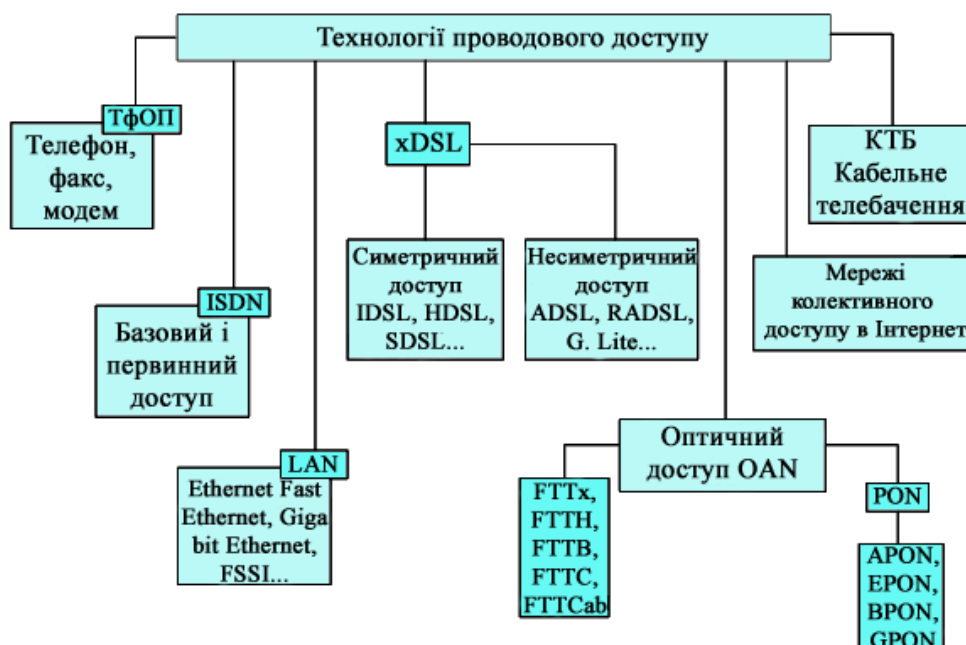 Технології проводового доступу
ТфОП
Телефон,
факс,
модем
ISDN
Базовий і
первинний
доступ
LAN
Ethernet Fast
Ethernet, Giga
bit Ethernet,
FSSI...
xDSL
Симетричний
доступ
IDSL, HDSL,
SDSL...
Несиметричний
доступ
ADSL, RADSL,
G. Lite...
Оптичний
доступ OAN
FTTx,
FTTH,
FTTB,
FTTC,
FTTCab
PON
APON,
EPON,
BPON,
GPON
Мережі
колективного
доступу в Інтернет
КТБ
Кабельне
телебачення